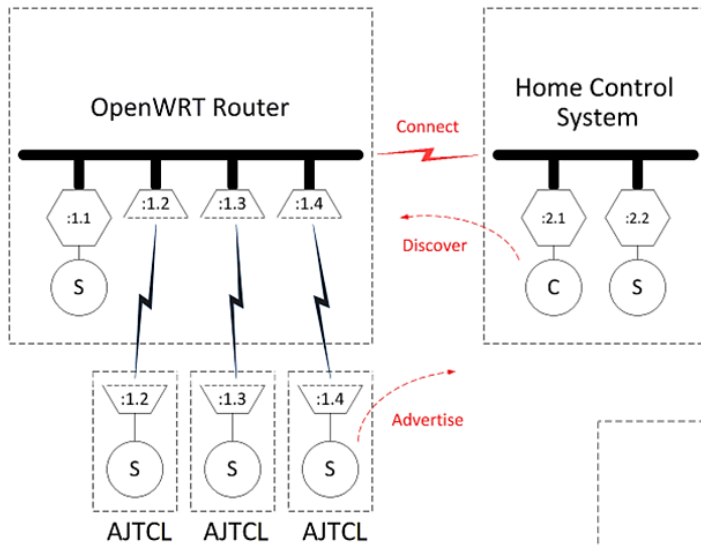 OpenWRT Router
Home Control
System
Connect
:1.1
:1.2
:1.3
:1.4
:2.1
:2.2
Discover
S
C
S
:1.2
:1.3
:1.4
Advertise
S
S
S
AJTCL
AJTCL
AJTCL